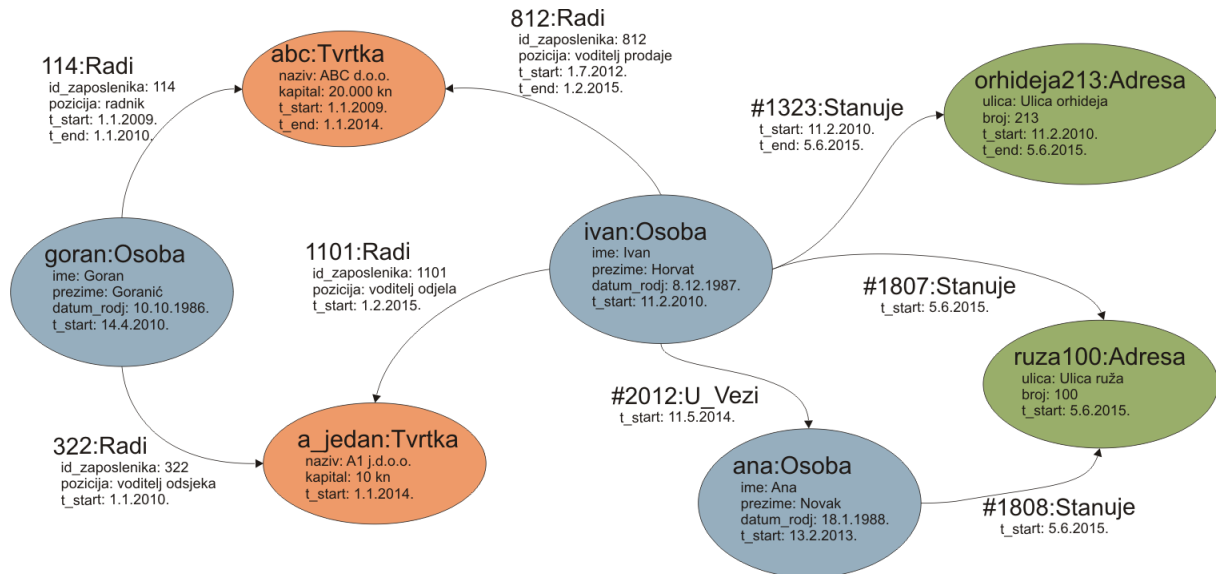 abc:Tvrtka
naziv: ABC d.o.o.
kapital: 20.000 kn
t_start: 1.1.2009.
t_end: 1.1.2014.
812:Radi
id_zaposlenika: 812
pozicija: voditelj prodaje
t_start: 1.7.2012.
t_end: 1.2.2015.
114:Radi
id_zaposlenika: 114
pozicija: radnik
t_start: 1.1.2009.
t_end: 1.1.2010.
orhideja213:Adresa
ulica: Ulica orhideja
broj: 213
t_start: 11.2.2010.
t_end: 5.6.2015.
#1323:Stanuje
t_start: 11.2.2010.
t_end: 5.6.2015.
goran:Osoba
ime: Goran
prezime: Goranić
datum_rodj: 10.10.1986.
t_start: 14.4.2010.
1101:Radi
id_zaposlenika: 1101
pozicija: voditelj odjela
t_start: 1.2.2015.
ivan:Osoba
ime: Ivan
prezime: Horvat
datum_rodj: 8.12.1987.
t_start: 11.2.2010.
#1807:Stanuje
t_start: 5.6.2015.
ruza100:Adresa
ulica: Ulica ruža
broj: 100
t_start: 5.6.2015.
#2012:U_Vezi
t_start: 11.5.2014.
322:Radi
id_zaposlenika: 322
pozicija: voditelj odsjeka
t_start: 1.1.2010.
a_jedan:Tvrtka
naziv: A1 j.d.o.o.
kapital: 10 kn
t_start: 1.1.2014.
ana:Osoba
ime: Ana
prezime: Novak
datum_rodj: 18.1.1988.
t_start: 13.2.2013.
#1808:Stanuje
t_start: 5.6.2015.